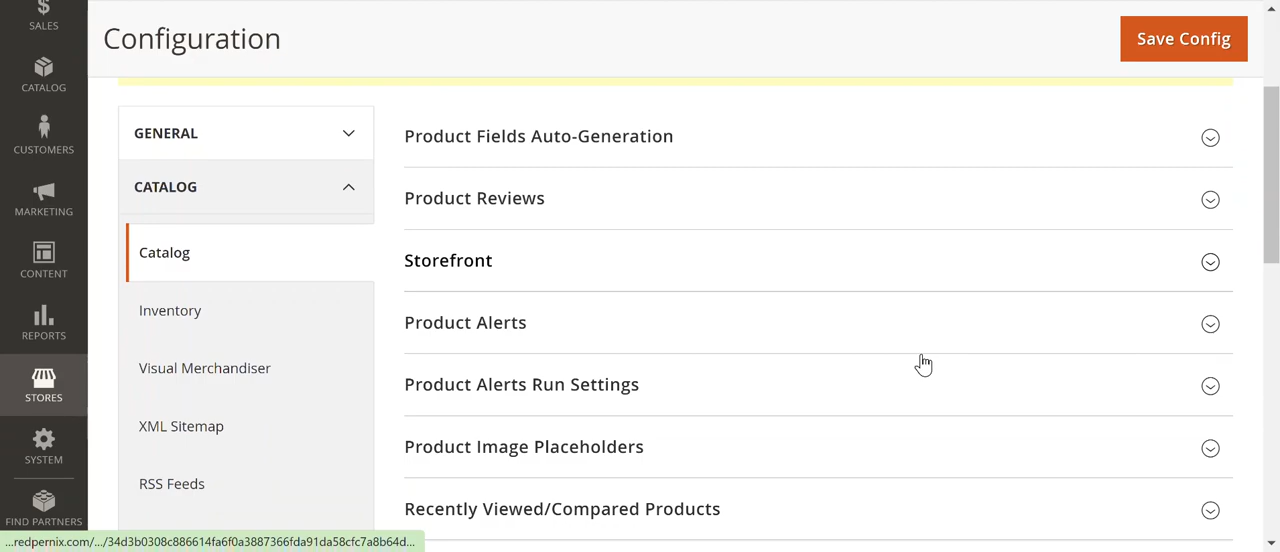 Configuration
Save Config
SALES
CATALOG
CUSTOMERS
MARKETING
CONTENT
REPORTS
STORES
SYSTEM
FIND PARTNERS
GENERAL
CATALOG
Catalog
Inventory
Visual Merchandiser
XML Sitemap
RSS Feeds
Product Fields Auto-Generation
Product Reviews
Storefront
Product Alerts
Product Alerts Run Settings
Product Image Placeholders
Recently Viewed/Compared Products
...redpernix.com/.../34d3b0308c886614fa6f0a3887366fda91da58cfc7a8b64d...